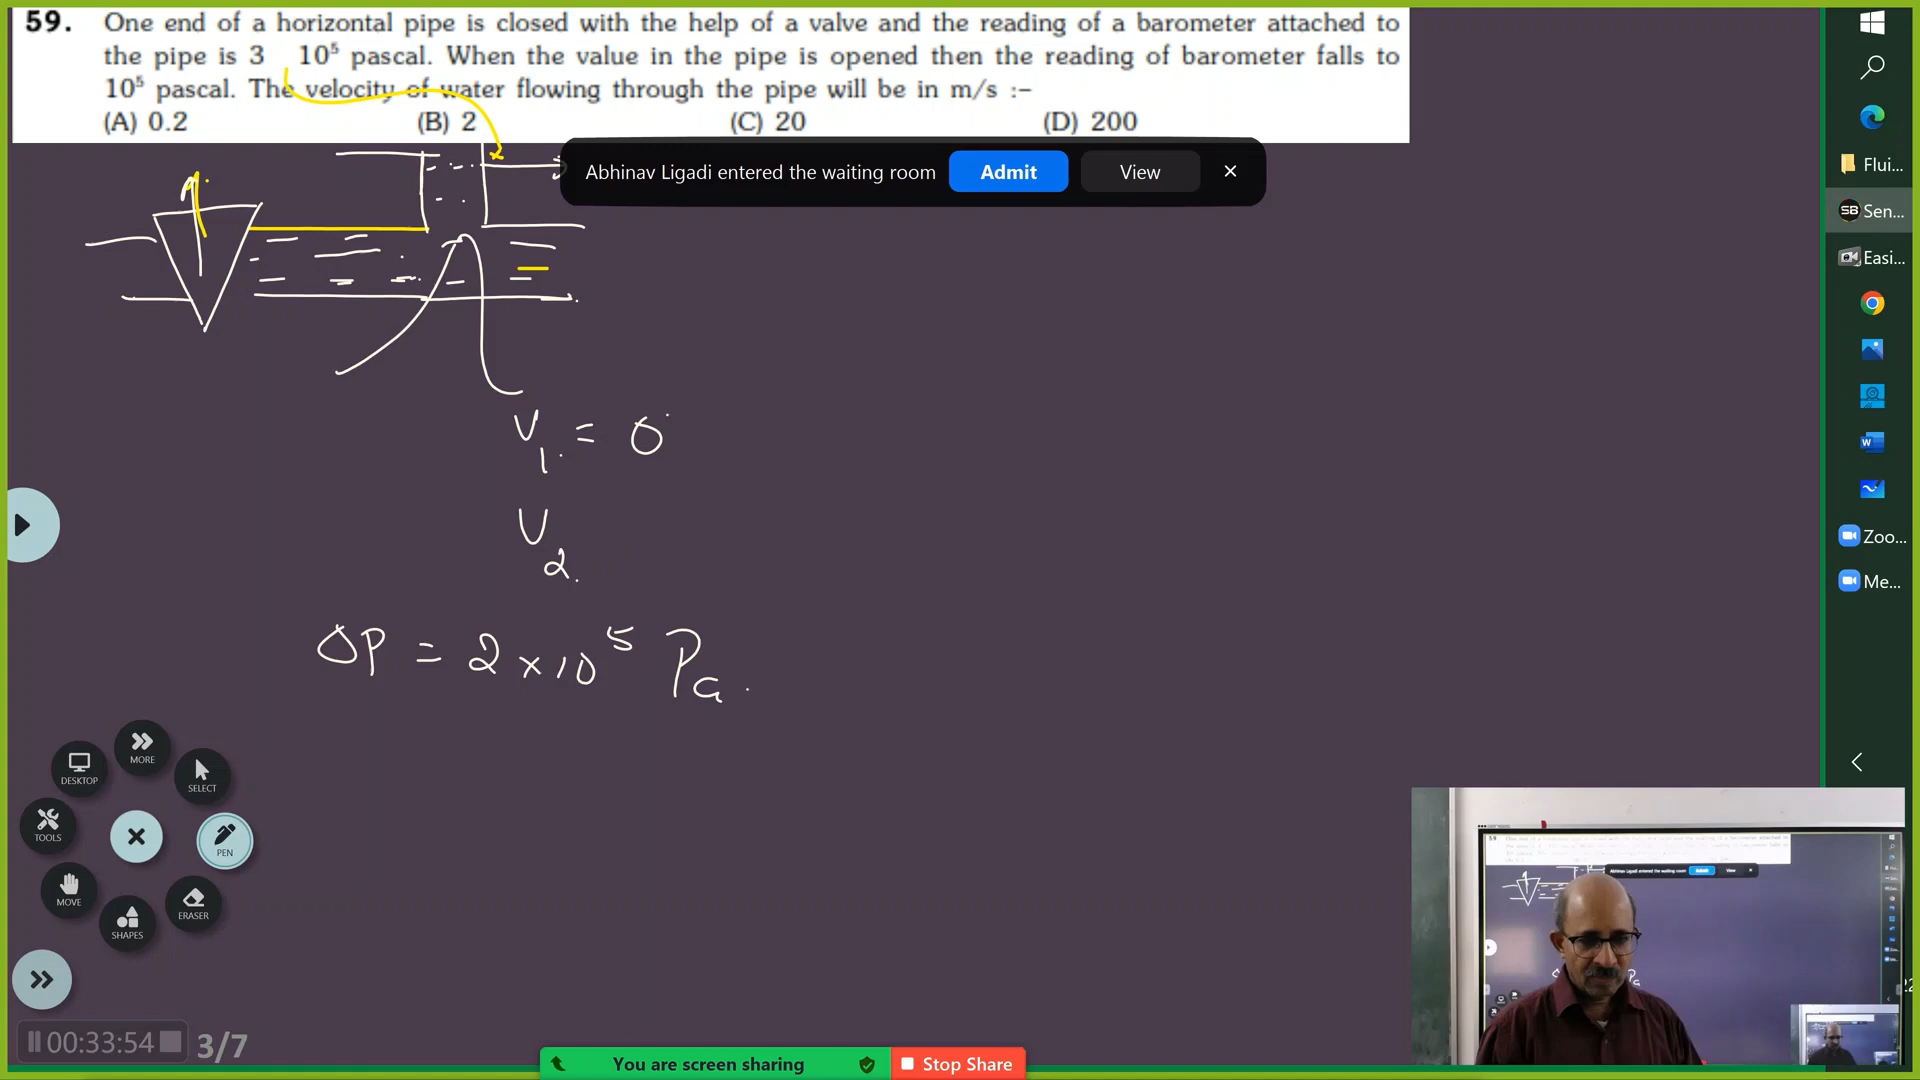 59. One end of a horizontal pipe is closed with the help of a valve and the reading of a barometer attached to
the pipe is 3 10⁵ pascal. When the value in the pipe is opened then the reading of barometer falls to
10⁵ pascal. The velocity of water flowing through the pipe will be in m/s :–
(A) 0.2 (B) 2 (C) 20 (D) 200
Abhinav Ligadi entered the waiting room Admit View
V₁ = 0
V₂
ΔP = 2 × 10⁵ Pa.
MORE
DESKTOP
SELECT
TOOLS
PEN
MOVE
ERASER
SHAPES
00:33:54 3/7
You are screen sharing Stop Share
Flui...
SB Sen...
Easi...
Zoo...
Me...